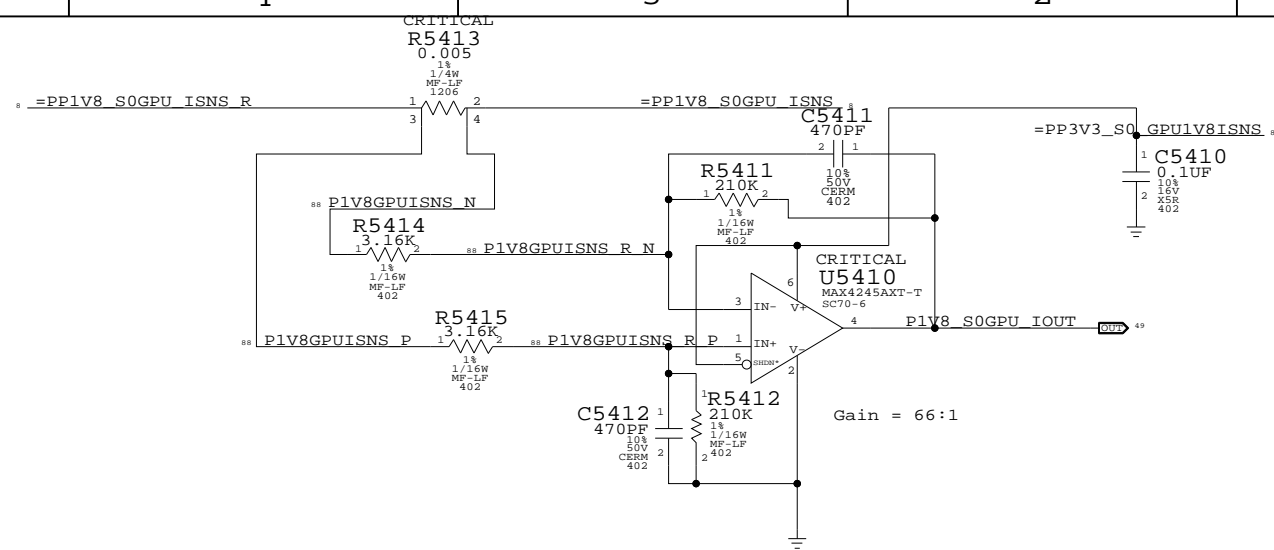 CRITICAL
R5413
0.005
1%
1/4W
MF-LF
1206
8 =PP1V8_S0GPU_ISNS_R
1 2
3 4
=PP1V8_S0GPU_ISNS 8
C5411
470PF
2 1
10%
50V
CERM
402
=PP3V3_S0_GPU1V8ISNS 8
1 C5410
0.1UF
10%
16V
X5R
402
2
R5411
210K
1 2
1%
1/16W
MF-LF
402
88 P1V8GPUISNS_N
R5414
3.16K
1 2
1%
1/16W
MF-LF
402
88 P1V8GPUISNS_R_N
CRITICAL
U5410
MAX4245AXT-T
SC70-6
6
V+
3 IN-
1 IN+
5 SHDN*
V-
2
4
P1V8_S0GPU_IOUT OUT 49
88 P1V8GPUISNS_P
R5415
3.16K
1 2
1%
1/16W
MF-LF
402
88 P1V8GPUISNS_R_P
C5412 1
470PF
10%
50V
CERM
402
2
1 R5412
210K
1%
1/16W
MF-LF
402
2
Gain = 66:1